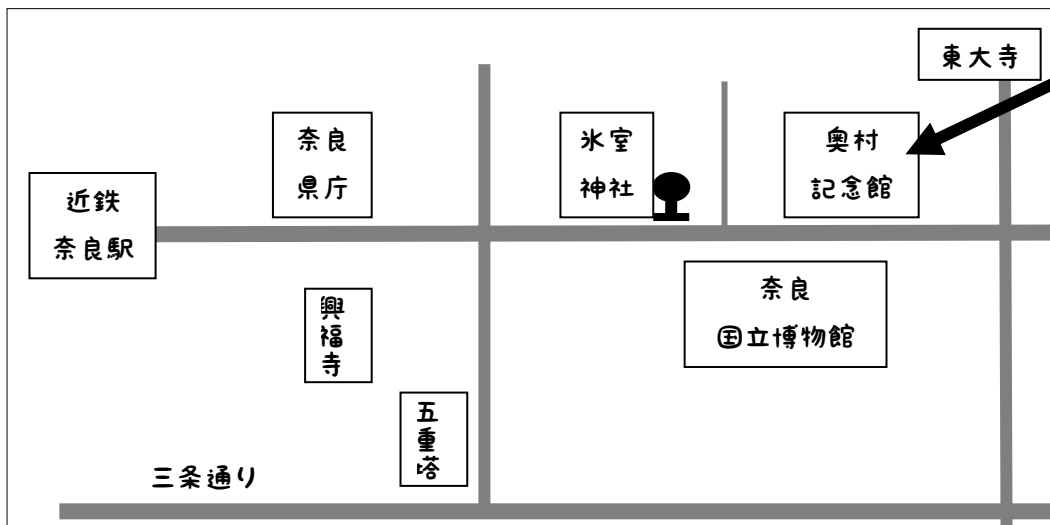 東大寺
奈良
県庁
氷室
神社
奥村
記念館
近鉄
奈良駅
奈良
国立博物館
興福寺
五重塔
三条通り